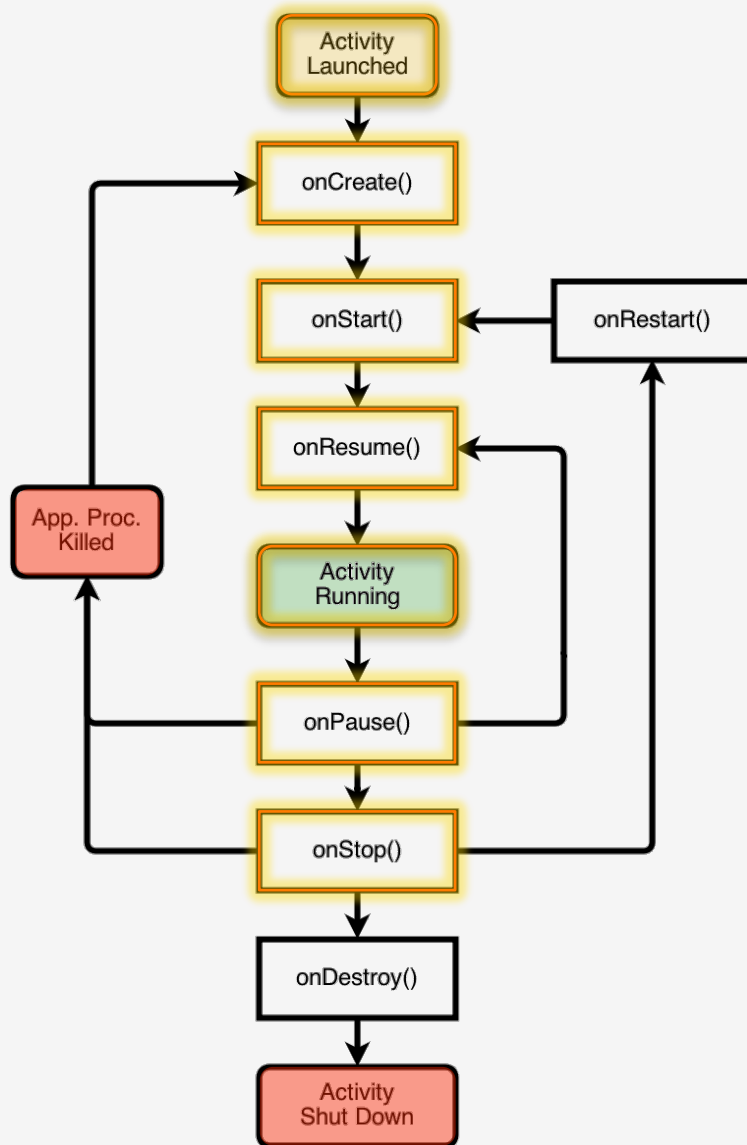 Activity
Launched
onCreate()
onStart()
onRestart()
onResume()
App. Proc.
Killed
Activity
Running
onPause()
onStop()
onDestroy()
Activity
Shut Down